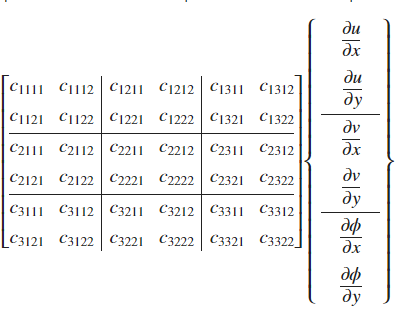 c1111 c1112 c1211 c1212 c1311 c1312
c1121 c1122 c1221 c1222 c1321 c1322
c2111 c2112 c2211 c2212 c2311 c2312
c2121 c2122 c2221 c2222 c2321 c2322
c3111 c3112 c3211 c3212 c3311 c3312
c3121 c3122 c3221 c3222 c3321 c3322
∂u
∂x
∂u
∂y
∂v
∂x
∂v
∂y
∂ϕ
∂x
∂ϕ
∂y